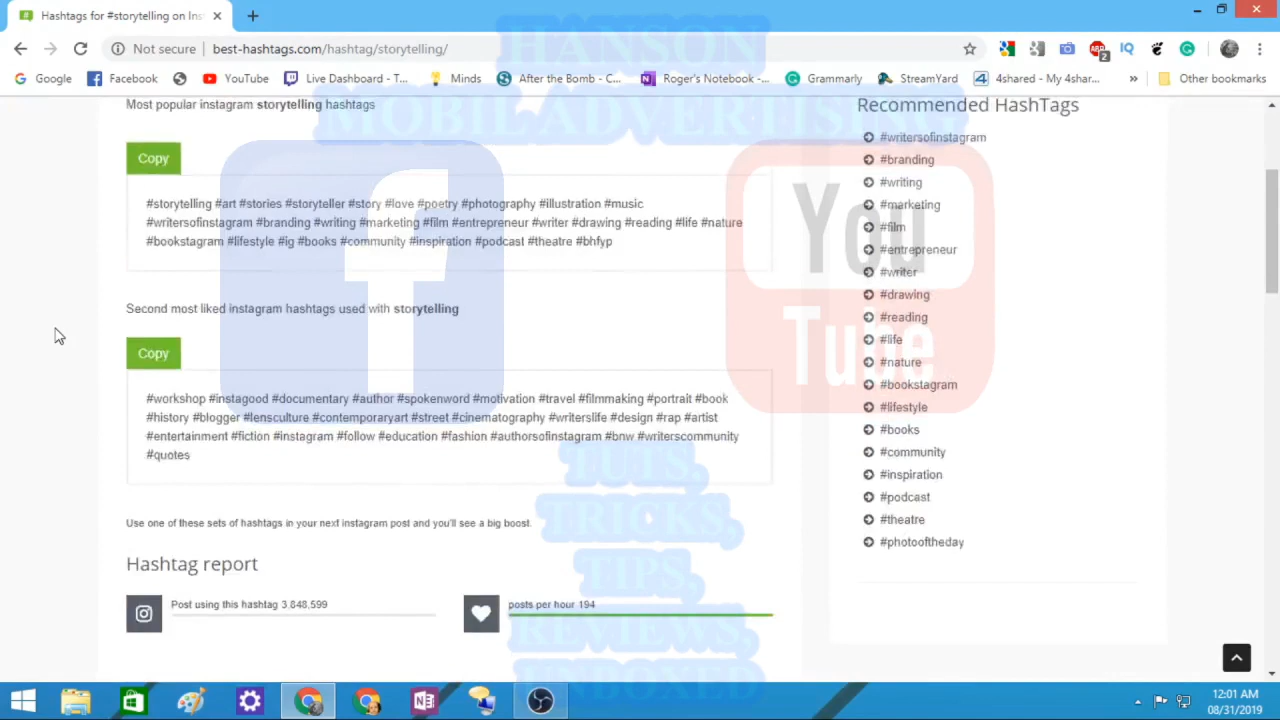 Hashtags for #storytelling on Ins
Not secure
best-hashtags.com/hashtag/storytelling/
ABP
2
IQ
Google
Facebook
YouTube
Live Dashboard - T...
Minds
After the Bomb - C...
Roger's Notebook -...
Grammarly
StreamYard
4shared - My 4shar...
Other bookmarks
HANSON
MOBIL ADVERTISING
Most popular instagram storytelling hashtags
Copy
#storytelling #art #stories #storyteller #story #love #poetry #photography #illustration #music
#writersofinstagram #branding #writing #marketing #film #entrepreneur #writer #drawing #reading #life #nature
#bookstagram #lifestyle #ig #books #community #inspiration #podcast #theatre #bhfyp
Second most liked instagram hashtags used with storytelling
Copy
#workshop #instagood #documentary #author #spokenword #motivation #travel #filmmaking #portrait #book
#history #blogger #lensculture #contemporaryart #street #cinematography #writerslife #design #rap #artist
#entertainment #fiction #instagram #follow #education #fashion #authorsofinstagram #bnw #writerscommunity
#quotes
Use one of these sets of hashtags in your next instagram post and you'll see a big boost.
Hashtag report
Post using this hashtag 3,848,599
posts per hour 194
f
You
Tube
TUTS,
TRICKS,
TIPS,
REVIEWS,
UNBOXED
Recommended HashTags
#writersofinstagram
#branding
#writing
#marketing
#film
#entrepreneur
#writer
#drawing
#reading
#life
#nature
#bookstagram
#lifestyle
#books
#community
#inspiration
#podcast
#theatre
#photooftheday
12:01 AM
08/31/2019